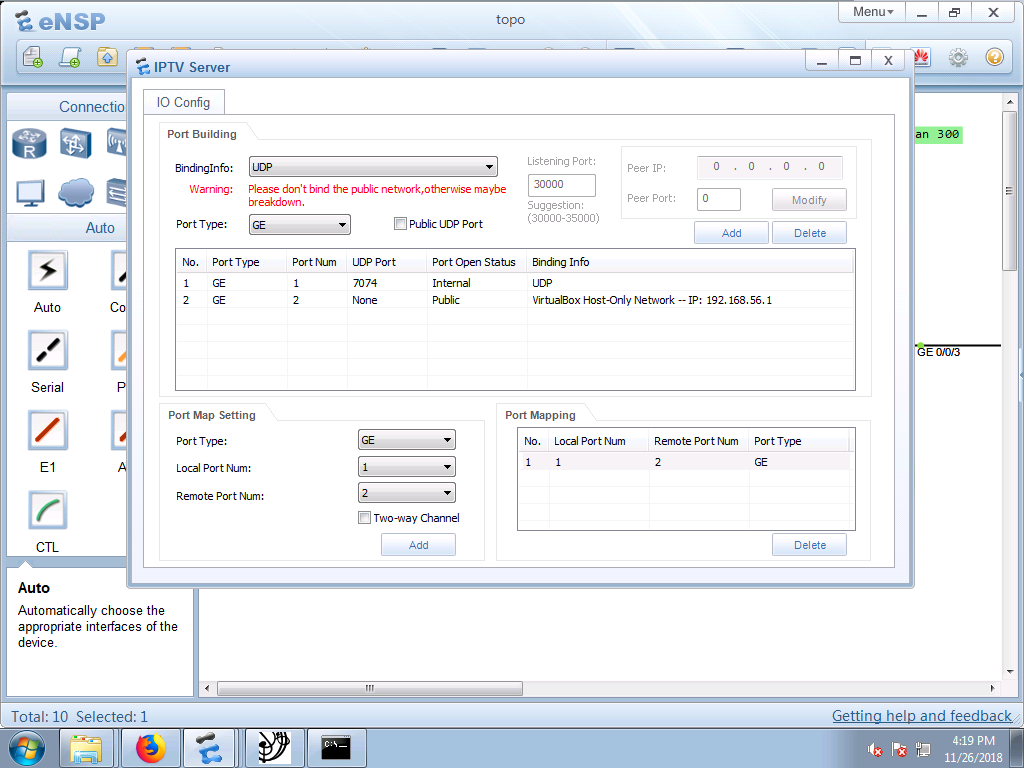 eNSP
topo
Menu
IPTV Server
X
IO Config
Connectio
an 300
Port Building
BindingInfo:
UDP
Listening Port:
Peer IP:
0 . 0 . 0 . 0
Warning:
Please don't bind the public network,otherwise maybe
breakdown.
30000
Peer Port:
0
Modify
Suggestion:
(30000-35000)
Port Type:
GE
Public UDP Port
Add
Delete
Auto
No. Port Type Port Num UDP Port Port Open Status Binding Info
1 GE 1 7074 Internal UDP
2 GE 2 None Public VirtualBox Host-Only Network -- IP: 192.168.56.1
Auto
Co
GE 0/0/3
Serial
P
Port Map Setting
Port Type:
GE
Local Port Num:
1
Remote Port Num:
2
Two-way Channel
Add
Port Mapping
No. Local Port Num Remote Port Num Port Type
1 1 2 GE
Delete
E1
A
CTL
Auto
Automatically choose the
appropriate interfaces of the
device.
Total: 10 Selected: 1
Getting help and feedback
C:\_
4:19 PM
11/26/2018